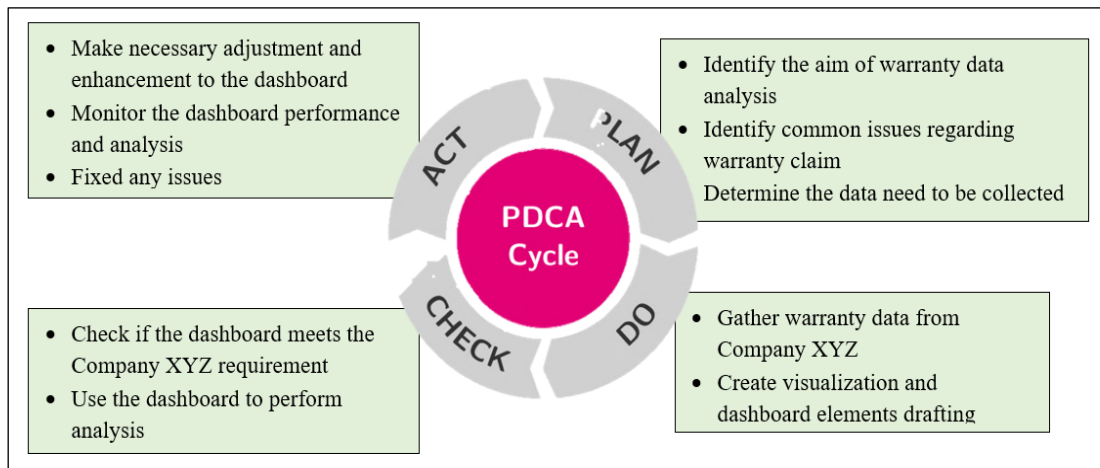 • Make necessary adjustment and
enhancement to the dashboard
• Monitor the dashboard performance
and analysis
• Fixed any issues
• Identify the aim of warranty data
analysis
• Identify common issues regarding
warranty claim
Determine the data need to be collected
ACT
PLAN
PDCA
Cycle
CHECK
DO
• Check if the dashboard meets the
Company XYZ requirement
• Use the dashboard to perform
analysis
• Gather warranty data from
Company XYZ
• Create visualization and
dashboard elements drafting